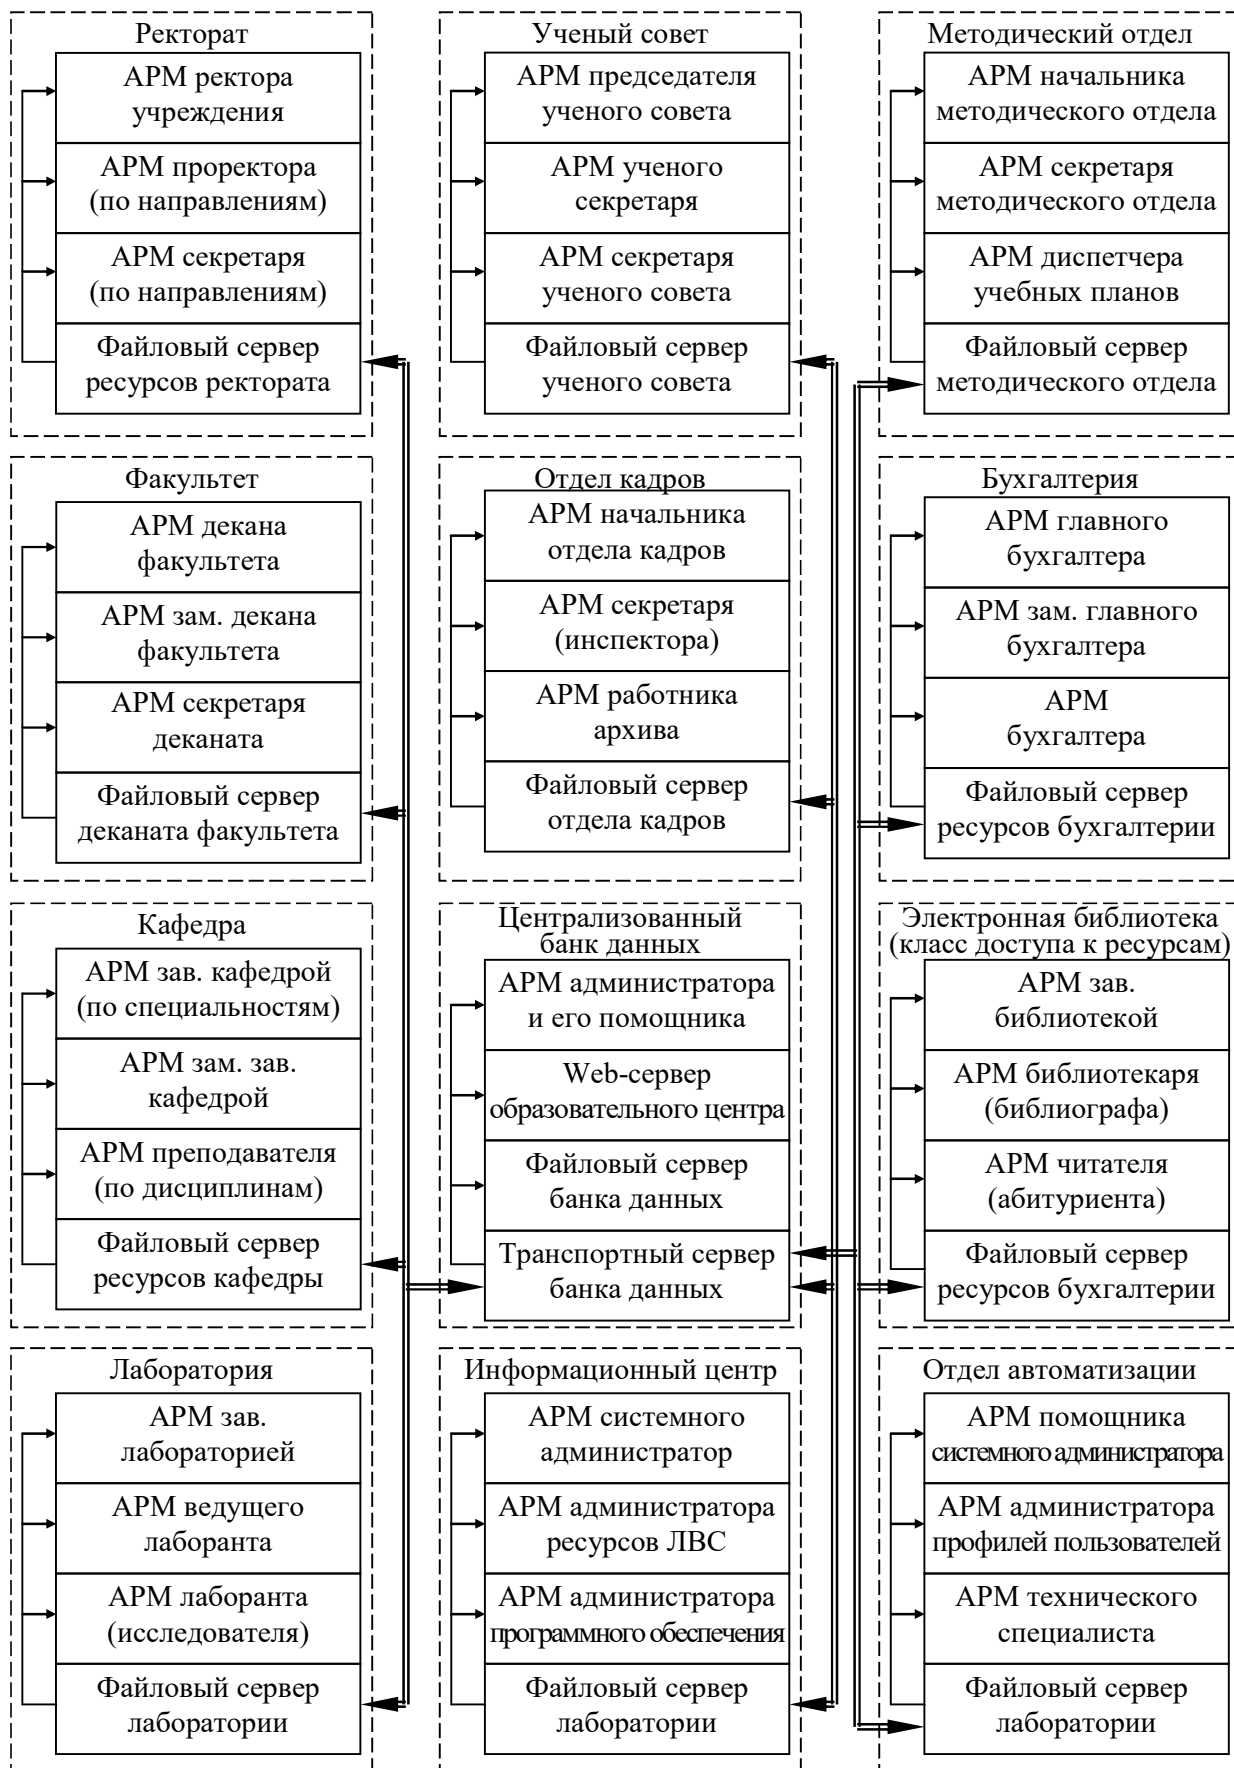 Ректорат
АРМ ректора
учреждения
АРМ проректора
(по направлениям)
АРМ секретаря
(по направлениям)
Файловый сервер
ресурсов ректората
Ученый совет
АРМ председателя
ученого совета
АРМ ученого
секретаря
АРМ секретаря
ученого совета
Файловый сервер
ученого совета
Методический отдел
АРМ начальника
методического отдела
АРМ секретаря
методического отдела
АРМ диспетчера
учебных планов
Файловый сервер
методического отдела
Факультет
АРМ декана
факультета
АРМ зам. декана
факультета
АРМ секретаря
деканата
Файловый сервер
деканата факультета
Отдел кадров
АРМ начальника
отдела кадров
АРМ секретаря
(инспектора)
АРМ работника
архива
Файловый сервер
отдела кадров
Бухгалтерия
АРМ главного
бухгалтера
АРМ зам. главного
бухгалтера
АРМ
бухгалтера
Файловый сервер
ресурсов бухгалтерии
Кафедра
АРМ зав. кафедрой
(по специальностям)
АРМ зам. зав.
кафедрой
АРМ преподавателя
(по дисциплинам)
Файловый сервер
ресурсов кафедры
Централизованный
банк данных
АРМ администратора
и его помощника
Web-сервер
образовательного центра
Файловый сервер
банка данных
Транспортный сервер
банка данных
Электронная библиотека
(класс доступа к ресурсам)
АРМ зав.
библиотекой
АРМ библиотекаря
(библиографа)
АРМ читателя
(абитуриента)
Файловый сервер
ресурсов бухгалтерии
Лаборатория
АРМ зав.
лабораторией
АРМ ведущего
лаборанта
АРМ лаборанта
(исследователя)
Файловый сервер
лаборатории
Информационный центр
АРМ системного
администратор
АРМ администратора
ресурсов ЛВС
АРМ администратора
программного обеспечения
Файловый сервер
лаборатории
Отдел автоматизации
АРМ помощника
системного администратора
АРМ администратора
профилей пользователей
АРМ технического
специалиста
Файловый сервер
лаборатории